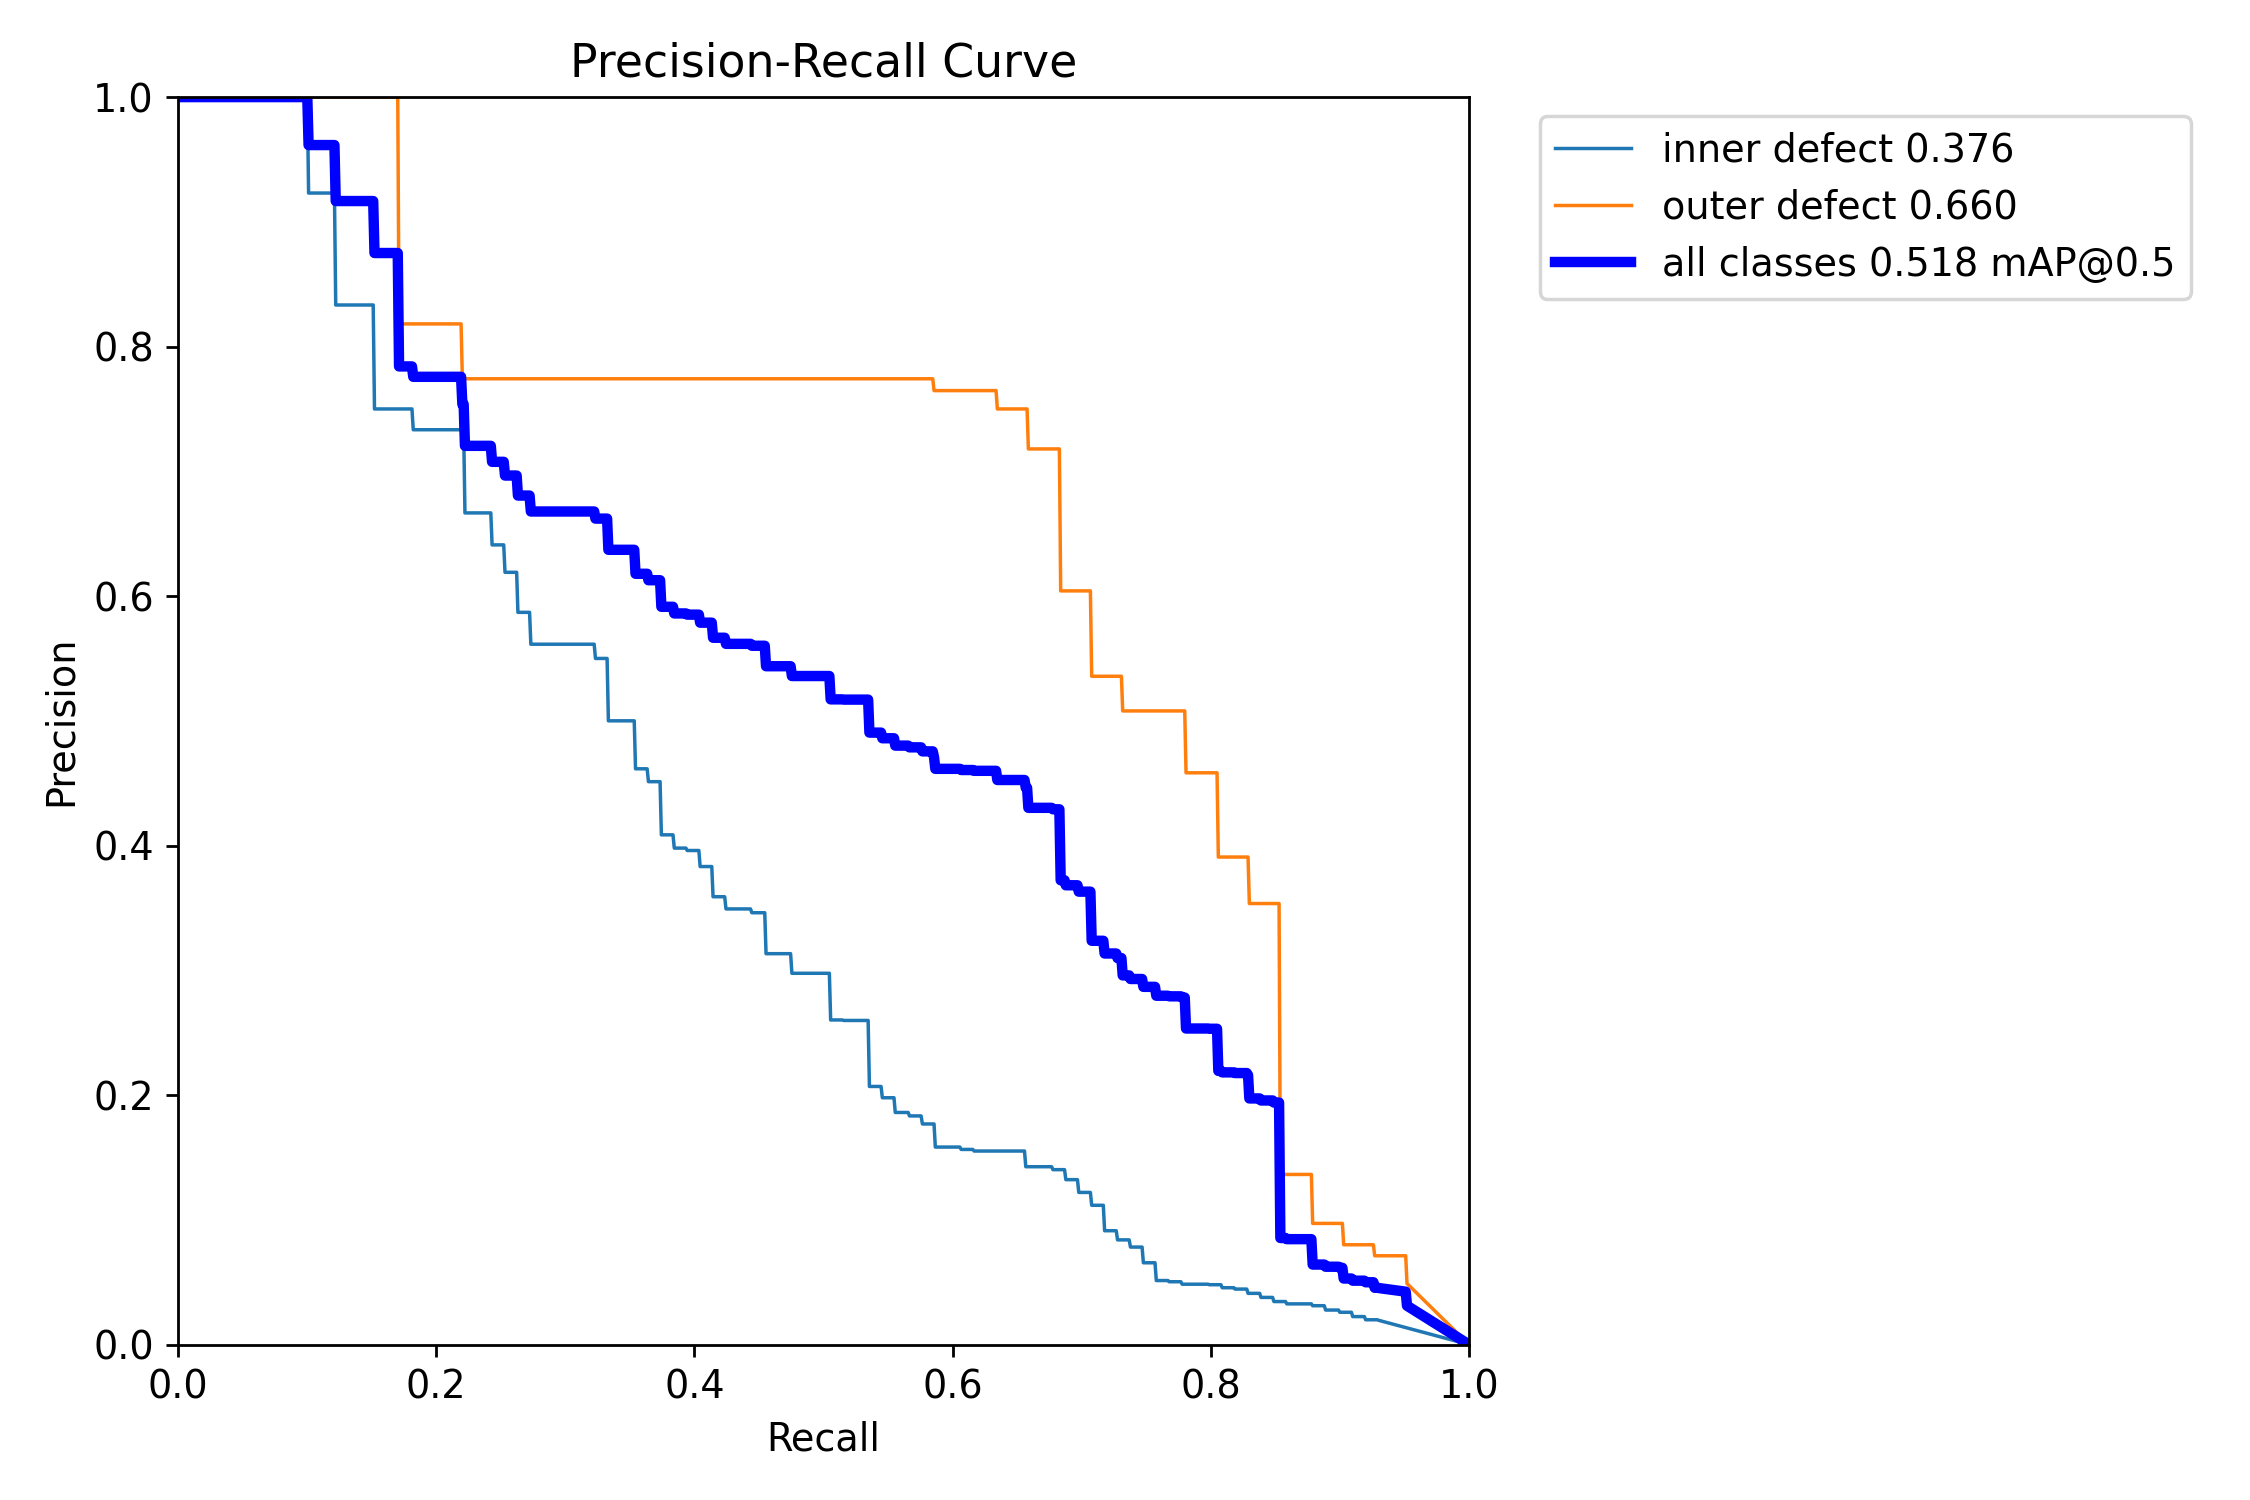 Precision-Recall Curve
1.0
0.8
0.6
0.4
0.2
0.0
Precision
0.0 0.2 0.4 0.6 0.8 1.0
Recall
inner defect 0.376
outer defect 0.660
all classes 0.518 mAP@0.5